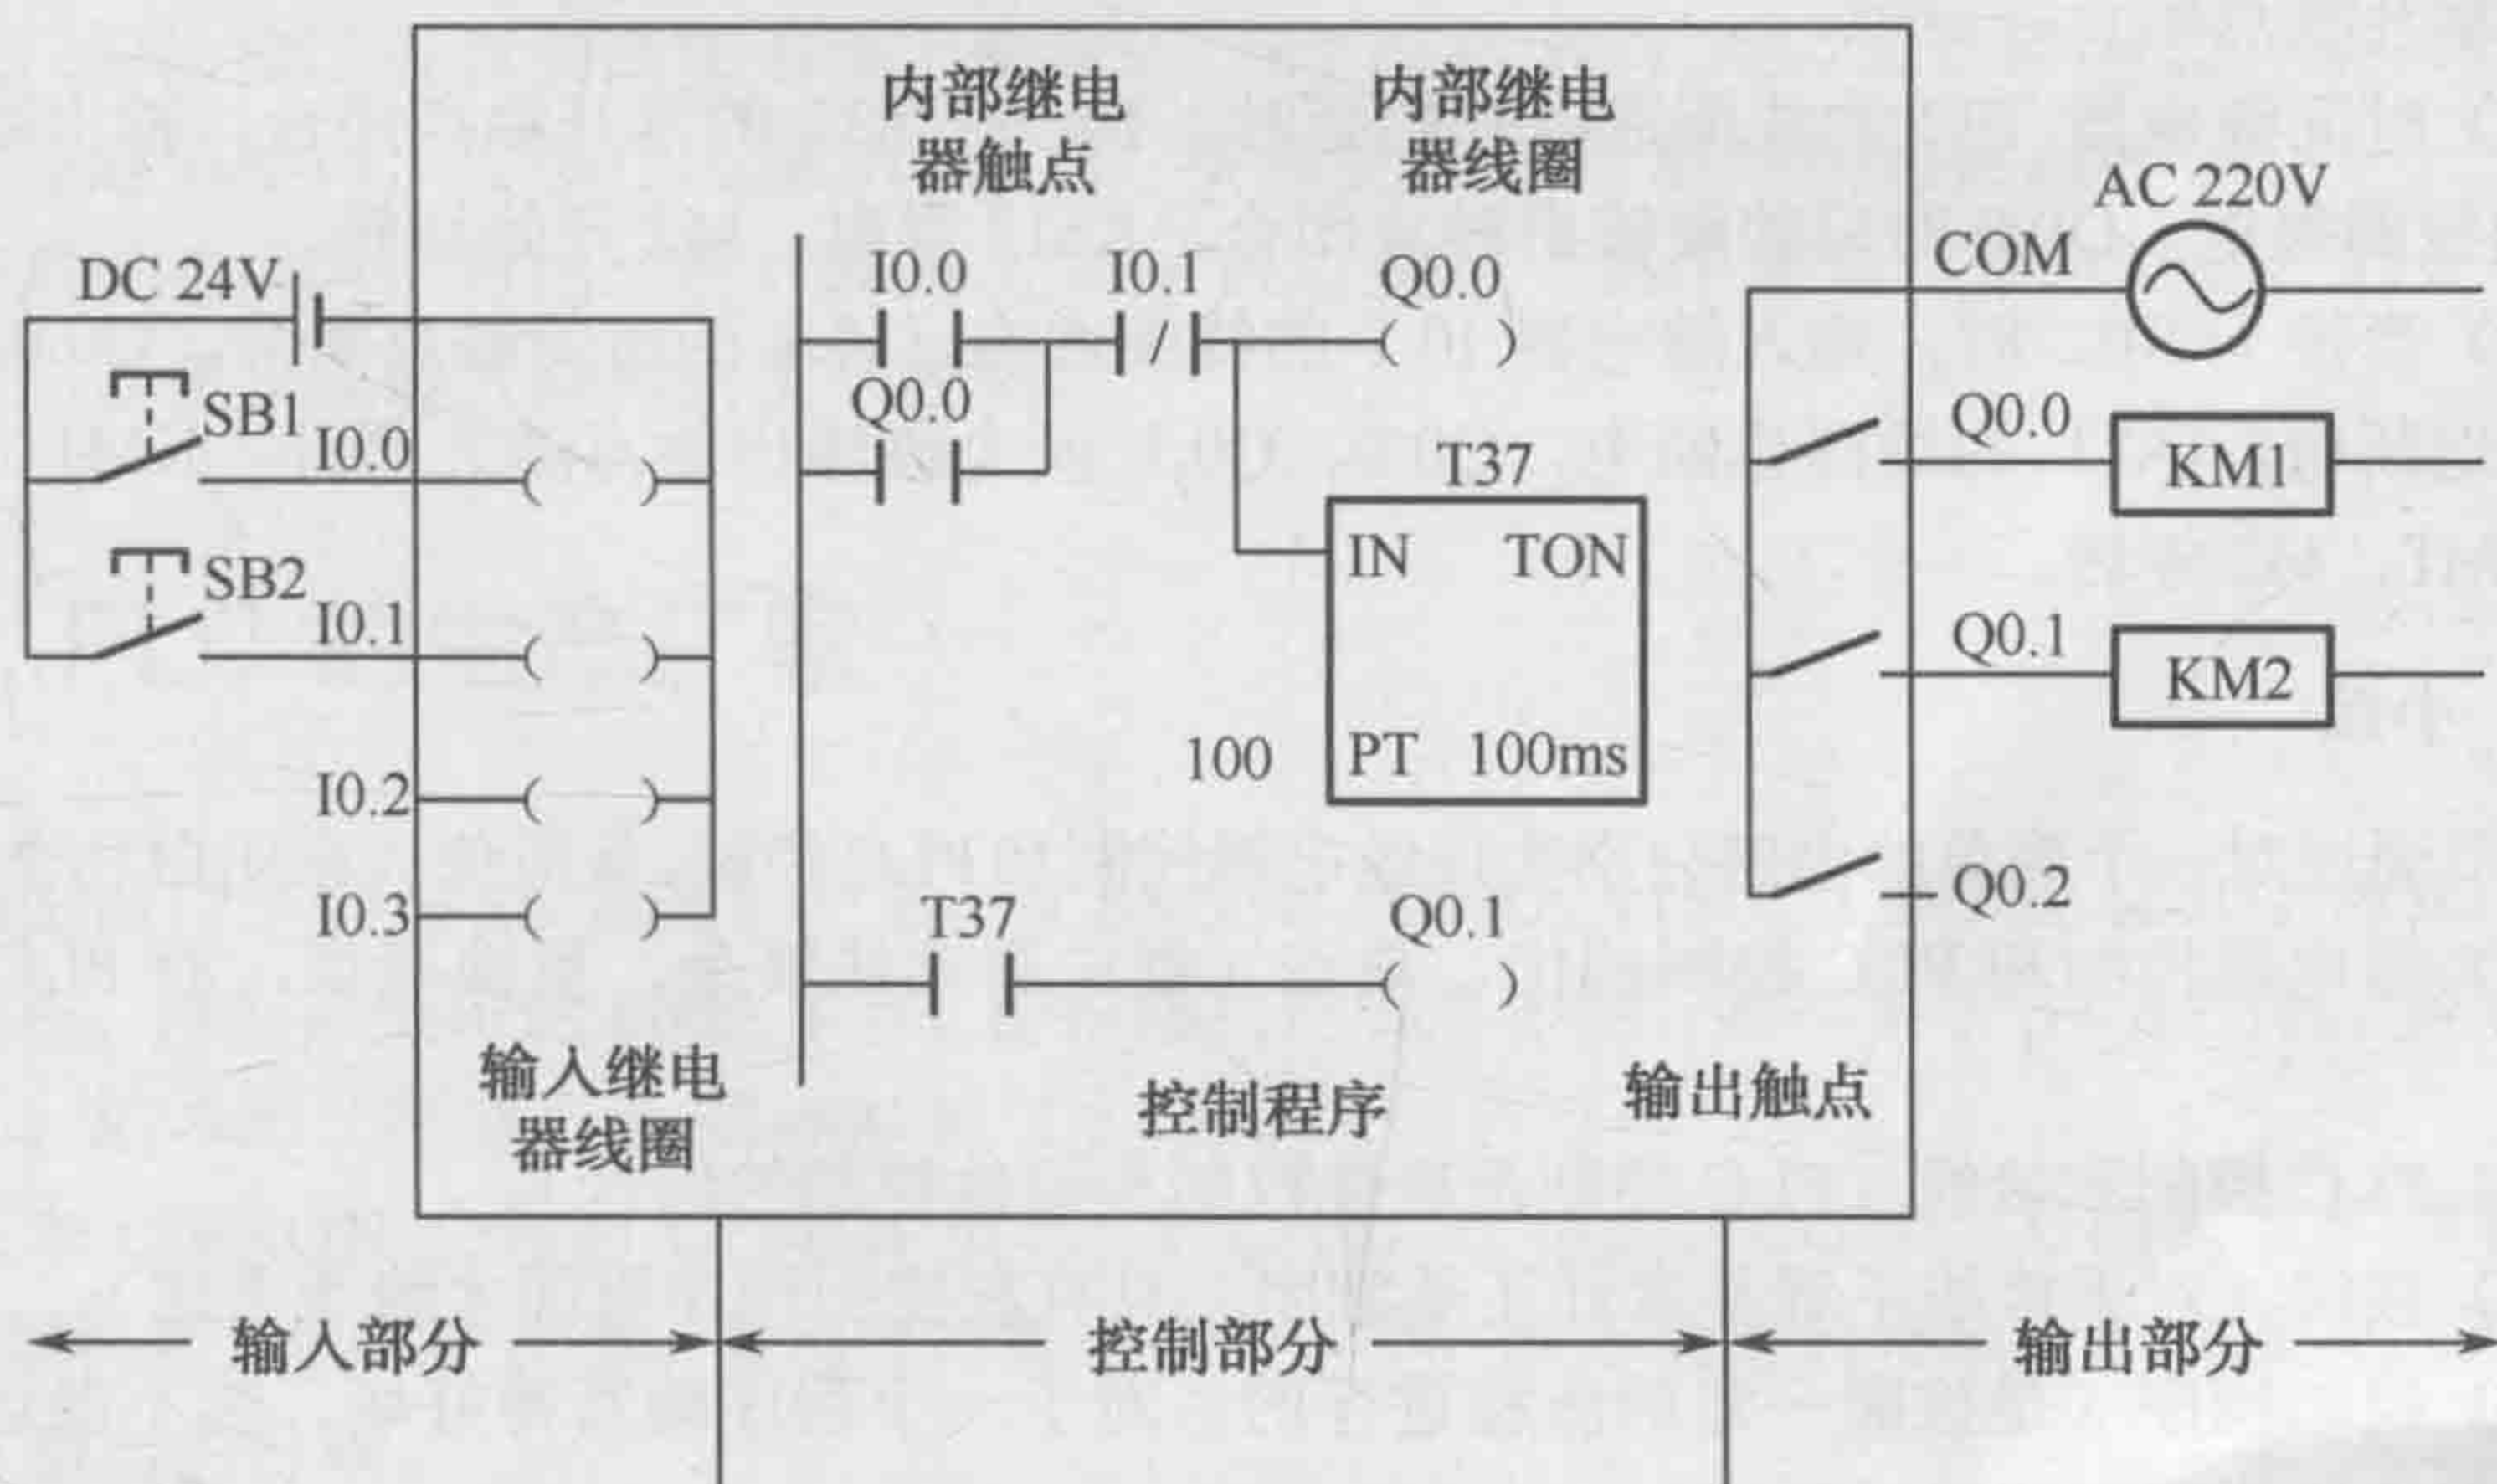 内部继电
器触点
内部继电
器线圈
AC 220V
DC 24V
I0.0
I0.1
Q0.0
COM
SB1
I0.0
Q0.0
Q0.0
KM1
T37
IN TON
SB2
I0.1
Q0.1
KM2
100
PT 100ms
I0.2
I0.3
T37
Q0.1
Q0.2
输入继电
器线圈
控制程序
输出触点
输入部分
控制部分
输出部分